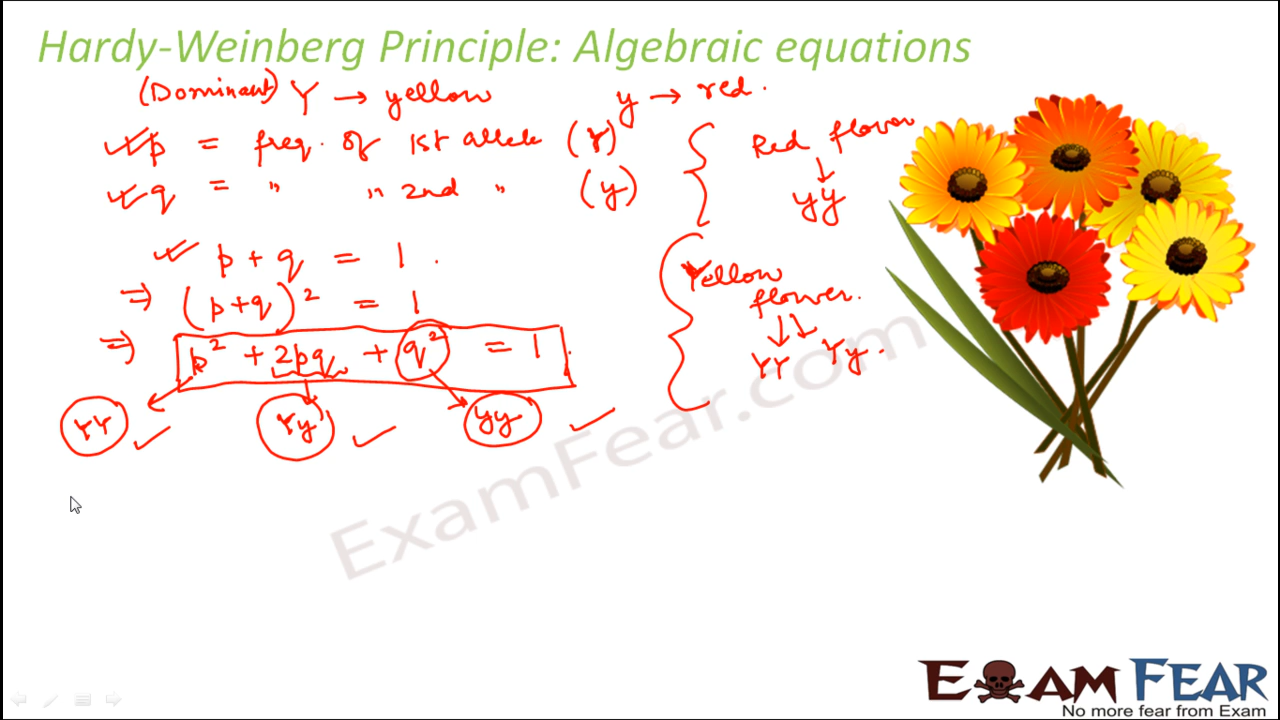 Hardy-Weinberg Principle: Algebraic equations
(Dominant) Y → yellow y → red.
p = freq. of 1st allele (Y)
q = " " 2nd " (y)
Red flower
↓
yy
p + q = 1.
⇒ (p+q)² = 1
⇒ p² + 2pq + q² = 1.
YY Yy yy
Yellow
flower.
YY Yy.
ExamFear.com
EXAM FEAR
No more fear from Exam